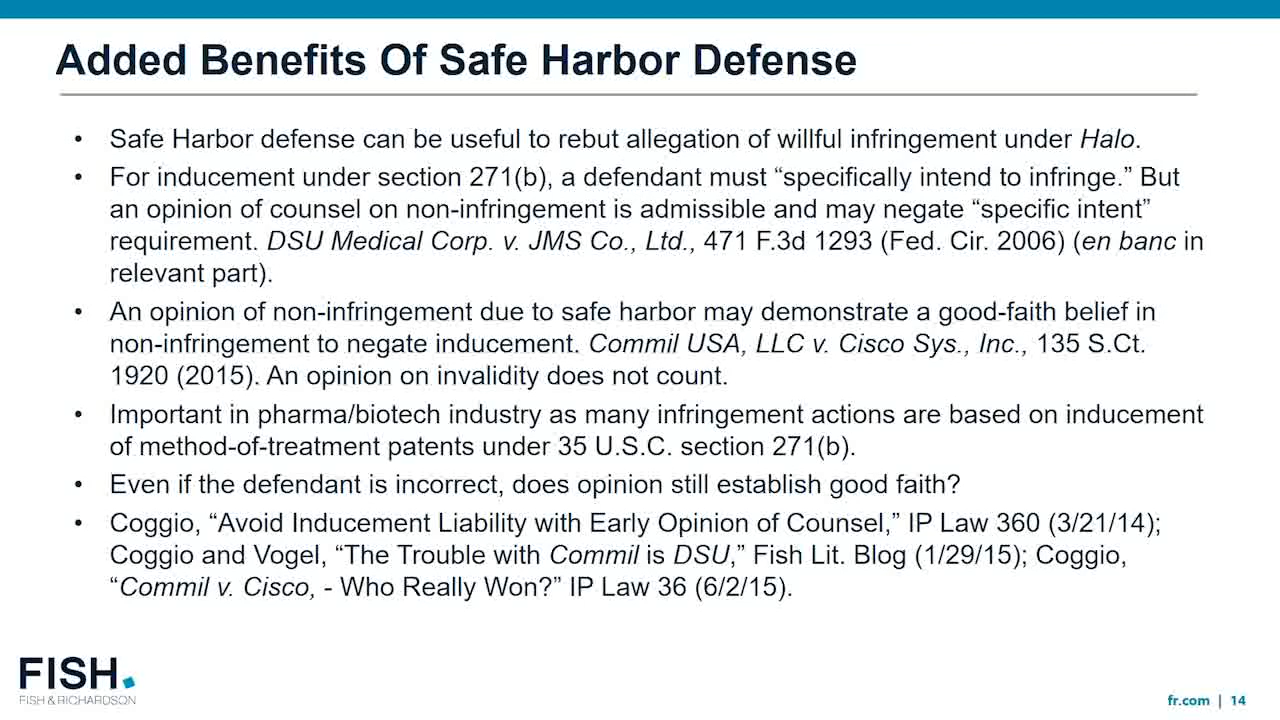 Added Benefits Of Safe Harbor Defense
• Safe Harbor defense can be useful to rebut allegation of willful infringement under Halo.
• For inducement under section 271(b), a defendant must “specifically intend to infringe.” But
an opinion of counsel on non-infringement is admissible and may negate “specific intent”
requirement. DSU Medical Corp. v. JMS Co., Ltd., 471 F.3d 1293 (Fed. Cir. 2006) (en banc in
relevant part).
• An opinion of non-infringement due to safe harbor may demonstrate a good-faith belief in
non-infringement to negate inducement. Commil USA, LLC v. Cisco Sys., Inc., 135 S.Ct.
1920 (2015). An opinion on invalidity does not count.
• Important in pharma/biotech industry as many infringement actions are based on inducement
of method-of-treatment patents under 35 U.S.C. section 271(b).
• Even if the defendant is incorrect, does opinion still establish good faith?
• Coggio, “Avoid Inducement Liability with Early Opinion of Counsel,” IP Law 360 (3/21/14);
Coggio and Vogel, “The Trouble with Commil is DSU,” Fish Lit. Blog (1/29/15); Coggio,
“Commil v. Cisco, - Who Really Won?” IP Law 36 (6/2/15).
FISH.
FISH & RICHARDSON
fr.com | 14